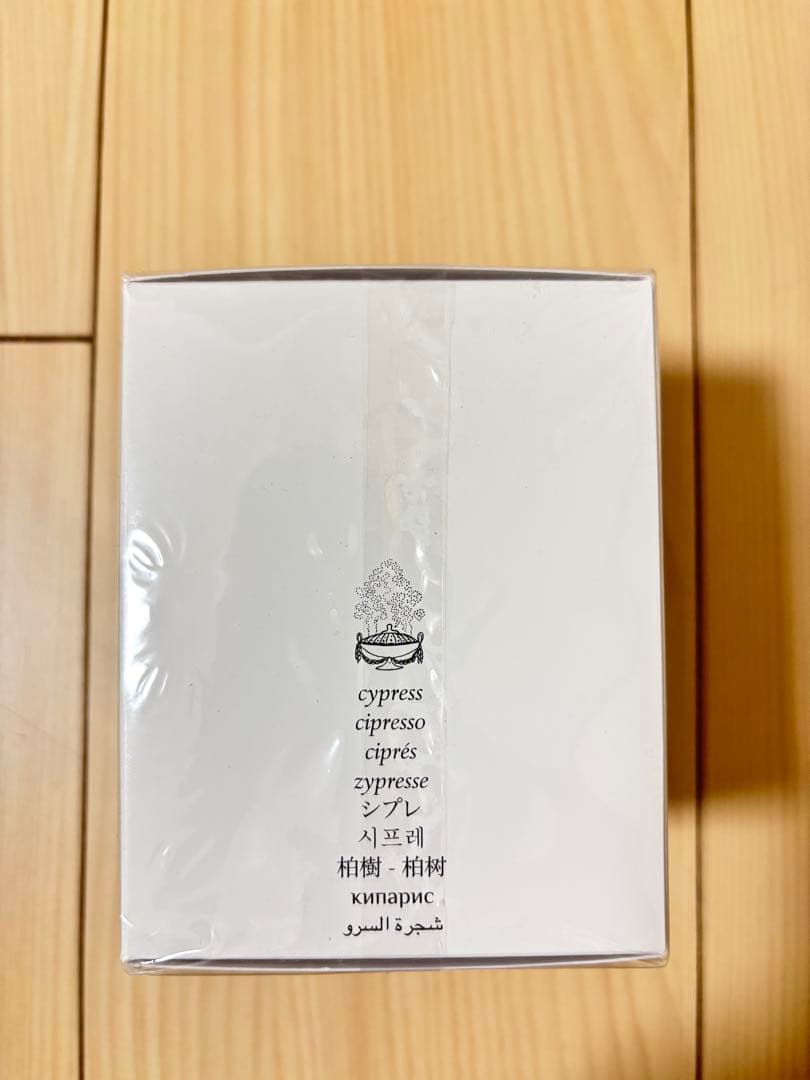 cypress
cipresso
ciprés
zypresse
シプレ
시프레
柏樹 - 柏树
кипарис
شجرة السرو